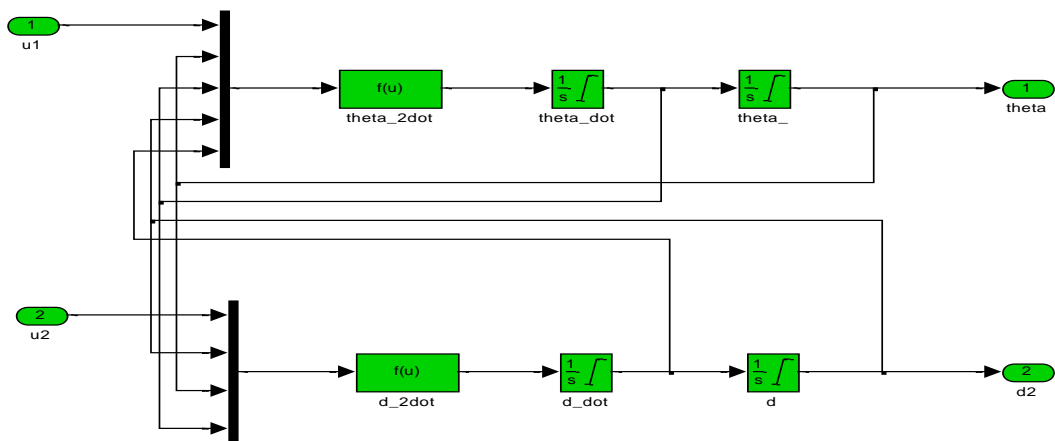 1
u1
f(u)
theta_2dot
1
s
theta_dot
1
s
theta_
1
theta
2
u2
f(u)
d_2dot
1
s
d_dot
1
s
d
2
d2